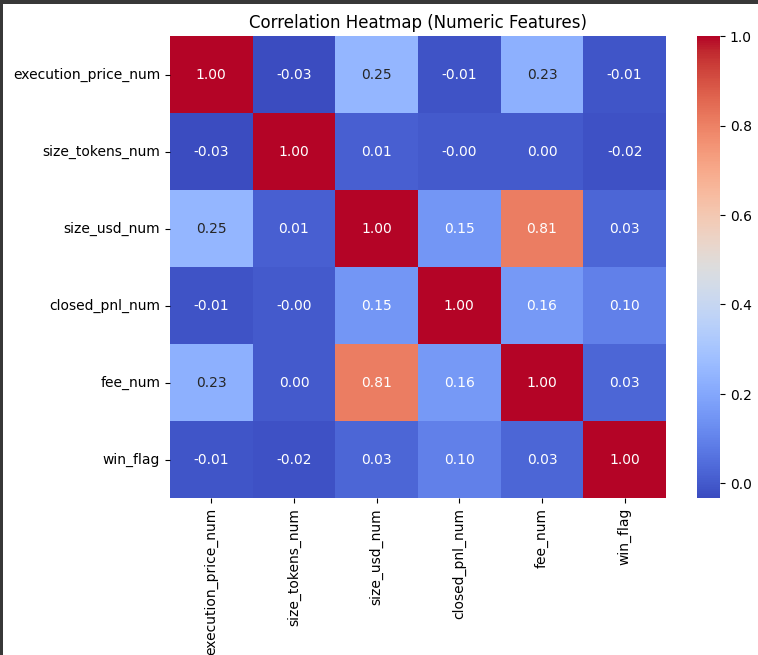 Correlation Heatmap (Numeric Features)
execution_price_num 1.00 -0.03 0.25 -0.01 0.23 -0.01
size_tokens_num -0.03 1.00 0.01 -0.00 0.00 -0.02
size_usd_num 0.25 0.01 1.00 0.15 0.81 0.03
closed_pnl_num -0.01 -0.00 0.15 1.00 0.16 0.10
fee_num 0.23 0.00 0.81 0.16 1.00 0.03
win_flag -0.01 -0.02 0.03 0.10 0.03 1.00
execution_price_num
size_tokens_num
size_usd_num
closed_pnl_num
fee_num
win_flag
1.0
0.8
0.6
0.4
0.2
0.0